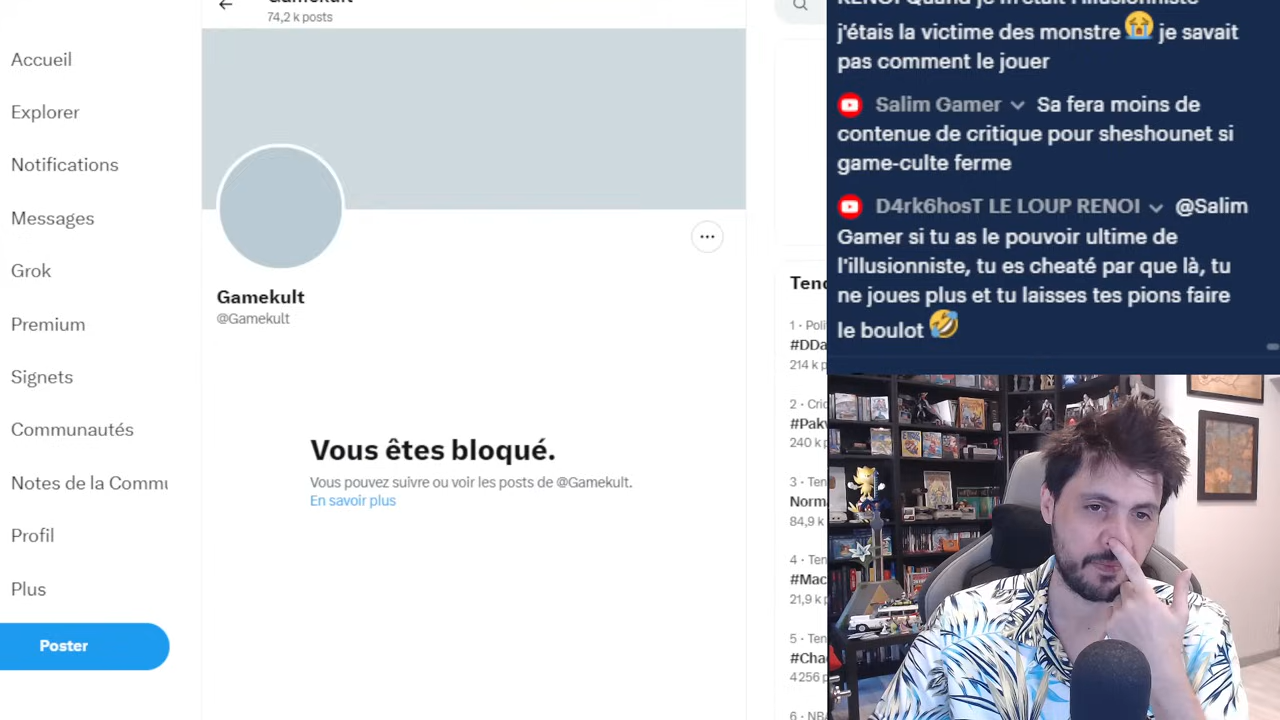 74,2 k posts
Accueil
Explorer
Notifications
Messages
Grok
Premium
Signets
Communautés
Notes de la Commu
Profil
Plus
Poster
Gamekult
@Gamekult
Vous êtes bloqué.
Vous pouvez suivre ou voir les posts de @Gamekult.
En savoir plus
Tend
1 · Poli
#DDa
214 k p
2 · Cric
#Pakv
240 k p
3 · Ten
Norm
84,9 k
4 · Ten
#Mac
21,9 k p
5 · Ten
#Cha
4 256 p
6 · NBA
j'étais la victime des monstre 😭 je savait
pas comment le jouer
Salim Gamer Sa fera moins de
contenue de critique pour sheshounet si
game-culte ferme
D4rk6hosT LE LOUP RENOI @Salim
Gamer si tu as le pouvoir ultime de
l'illusionniste, tu es cheaté par que là, tu
ne joues plus et tu laisses tes pions faire
le boulot 🤣